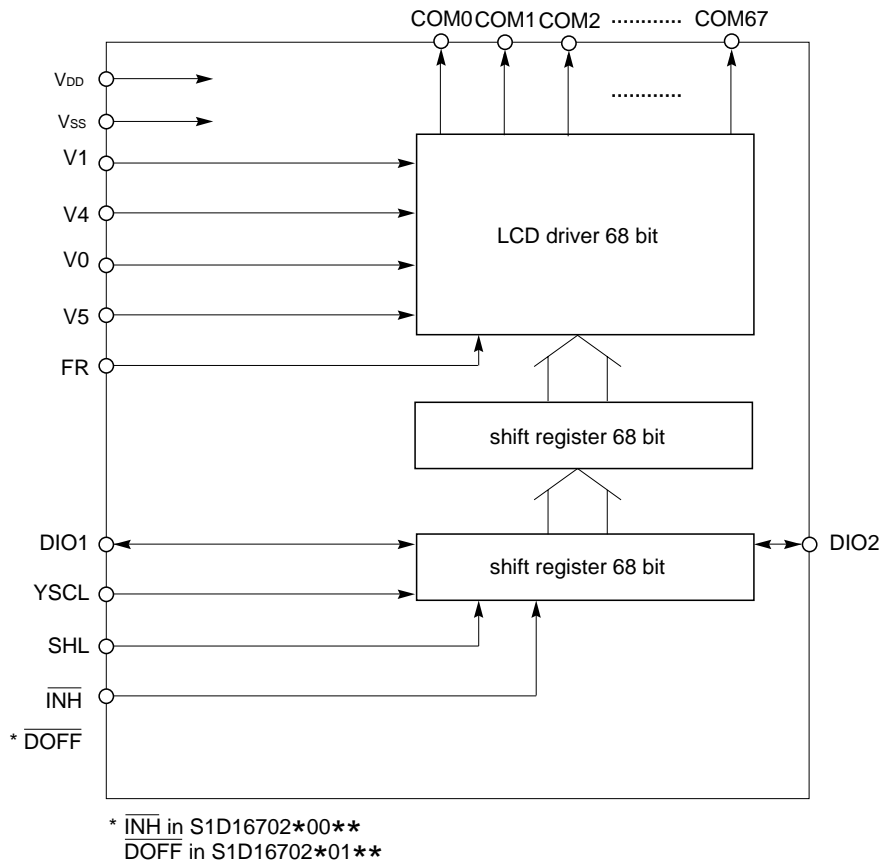 COM0 COM1 COM2 ............ COM67
VDD
............
VSS
V1
V4
LCD driver 68 bit
V0
V5
FR
shift register 68 bit
DIO1
DIO2
shift register 68 bit
YSCL
SHL
INH
* DOFF
* INH in S1D16702*00**
DOFF in S1D16702*01**